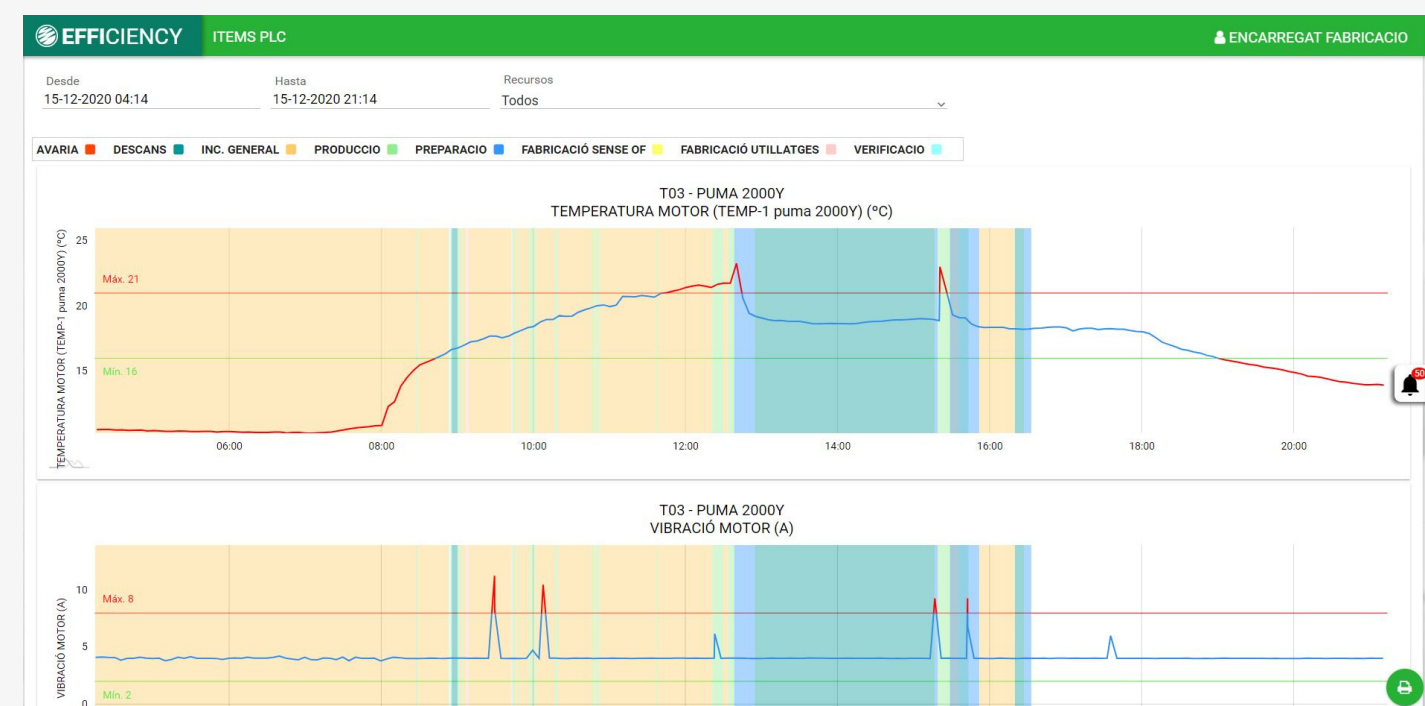 EFFICIENCY ITEMS PLC ENCARREGAT FABRICACIO
Desde Hasta Recursos
15-12-2020 04:14 15-12-2020 21:14 Todos
AVARIA DESCANS INC. GENERAL PRODUCCIO PREPARACIO FABRICACIÓ SENSE OF FABRICACIÓ UTILLATGES VERIFICACIO
T03 - PUMA 2000Y
TEMPERATURA MOTOR (TEMP-1 puma 2000Y) (ºC)
TEMPERATURA MOTOR (TEMP-1 puma 2000Y) (ºC)
25
Máx. 21
20
15
Mín. 16
50
06:00 08:00 10:00 12:00 14:00 16:00 18:00 20:00
T03 - PUMA 2000Y
VIBRACIÓ MOTOR (A)
VIBRACIÓ MOTOR (A)
10
Máx. 8
5
Mín. 2
0